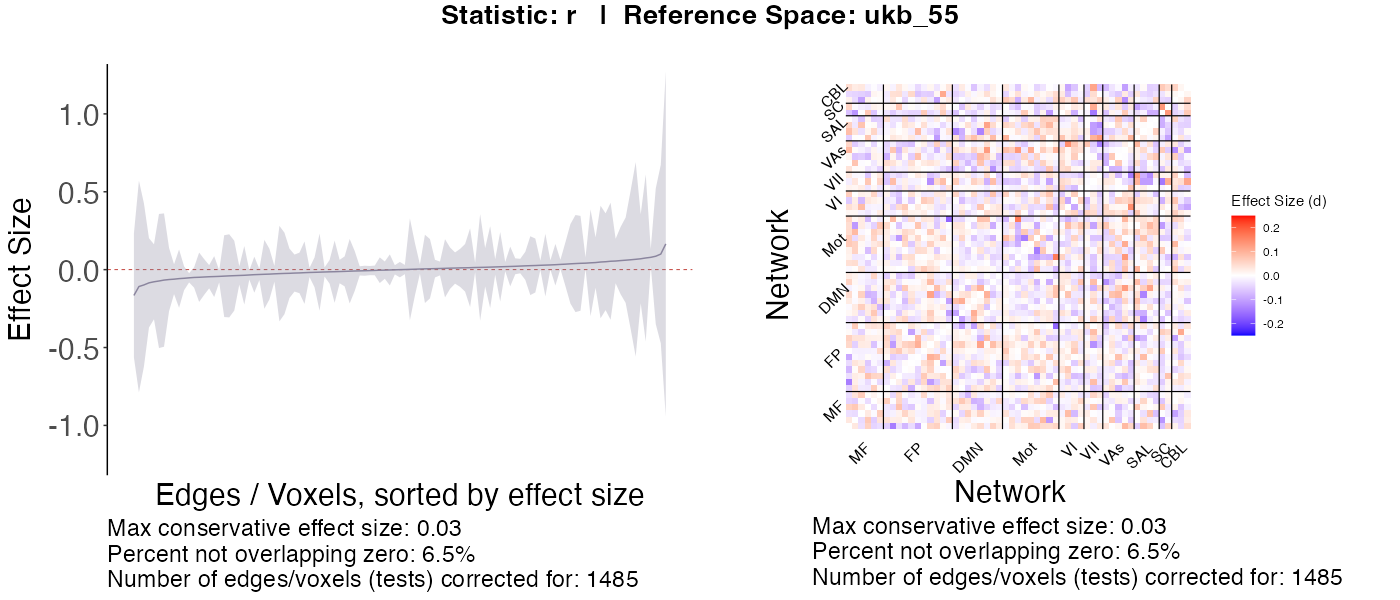 Statistic: r | Reference Space: ukb_55
Effect Size
1.0
0.5
0.0
-0.5
-1.0
Edges / Voxels, sorted by effect size
Max conservative effect size: 0.03
Percent not overlapping zero: 6.5%
Number of edges/voxels (tests) corrected for: 1485
Network
CBL
SC
SAL
VAs
VII
VI
Mot
DMN
FP
MF
MF
FP
DMN
Mot
VI
VII
VAs
SAL
SC
CBL
Network
Effect Size (d)
0.2
0.1
0.0
-0.1
-0.2
Max conservative effect size: 0.03
Percent not overlapping zero: 6.5%
Number of edges/voxels (tests) corrected for: 1485